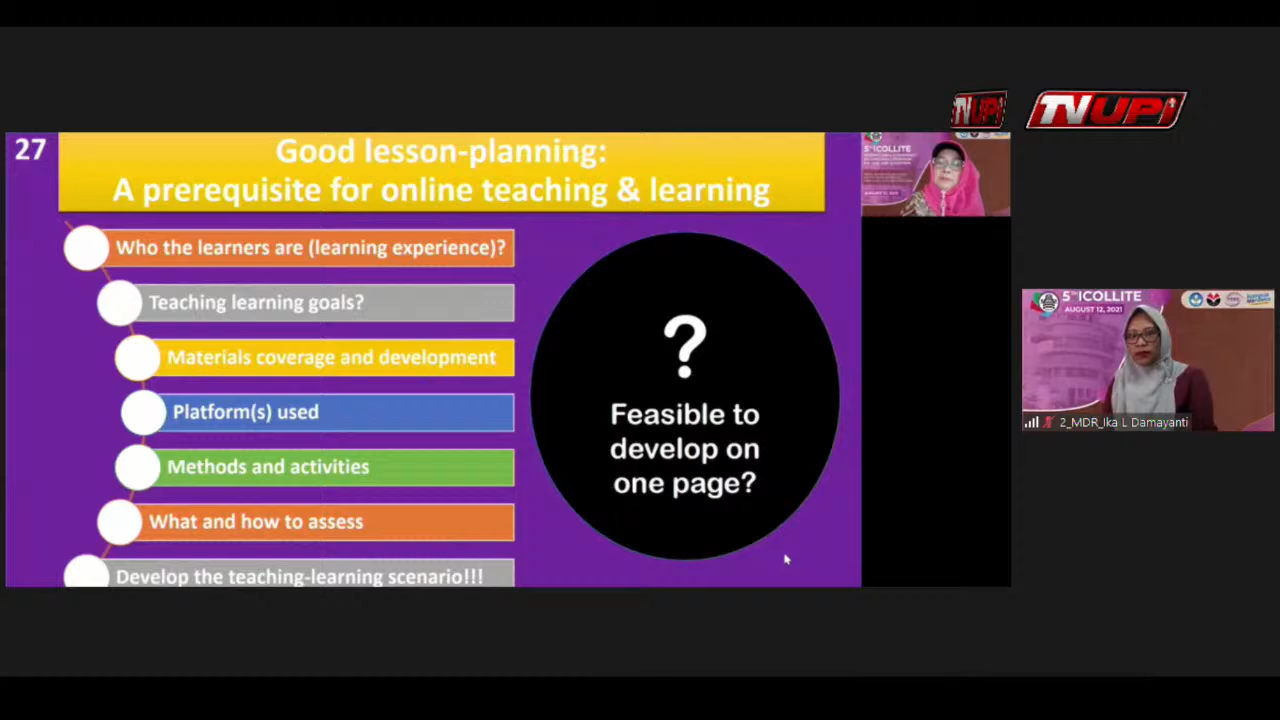 TVUPI
TVUPI
27
Good lesson-planning:
A prerequisite for online teaching & learning
Who the learners are (learning experience)?
Teaching learning goals?
Materials coverage and development
Platform(s) used
Methods and activities
What and how to assess
Develop the teaching-learning scenario!!!
?
Feasible to
develop on
one page?
5TH ICOLLITE
5TH ICOLLITE
AUGUST 12, 2021
2_MDR_Ika L Damayanti